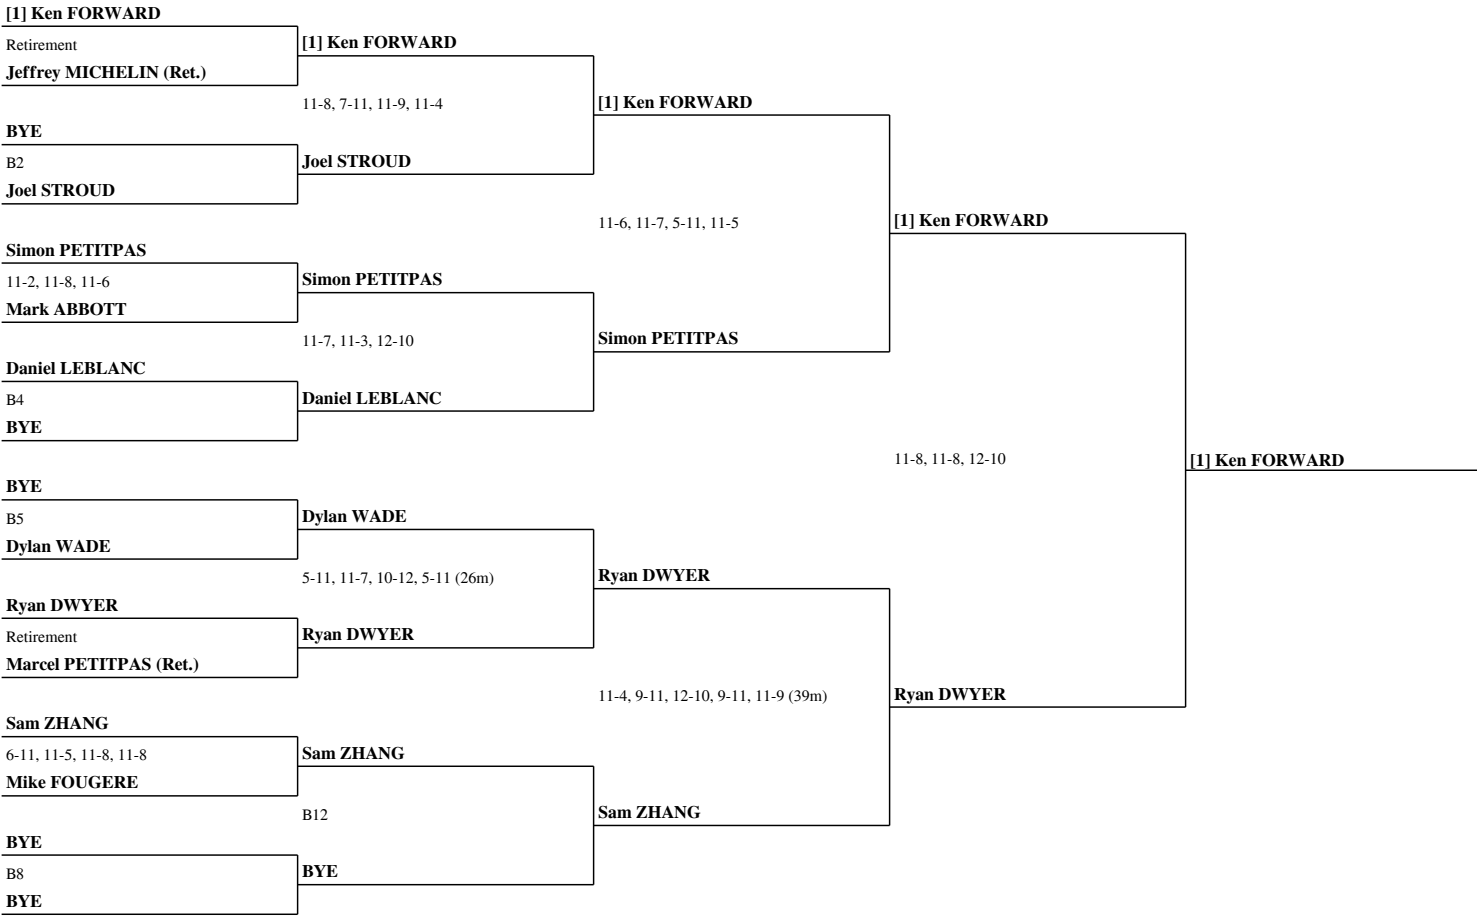 [1] Ken FORWARD
Retirement
Jeffrey MICHELIN (Ret.)
BYE
B2
Joel STROUD
Simon PETITPAS
11-2, 11-8, 11-6
Mark ABBOTT
Daniel LEBLANC
B4
BYE
BYE
B5
Dylan WADE
Ryan DWYER
Retirement
Marcel PETITPAS (Ret.)
Sam ZHANG
6-11, 11-5, 11-8, 11-8
Mike FOUGERE
BYE
B8
BYE
[1] Ken FORWARD
11-8, 7-11, 11-9, 11-4
Joel STROUD
Simon PETITPAS
11-7, 11-3, 12-10
Daniel LEBLANC
Dylan WADE
5-11, 11-7, 10-12, 5-11 (26m)
Ryan DWYER
Sam ZHANG
B12
BYE
[1] Ken FORWARD
11-6, 11-7, 5-11, 11-5
Simon PETITPAS
Ryan DWYER
11-4, 9-11, 12-10, 9-11, 11-9 (39m)
Sam ZHANG
[1] Ken FORWARD
11-8, 11-8, 12-10
Ryan DWYER
[1] Ken FORWARD